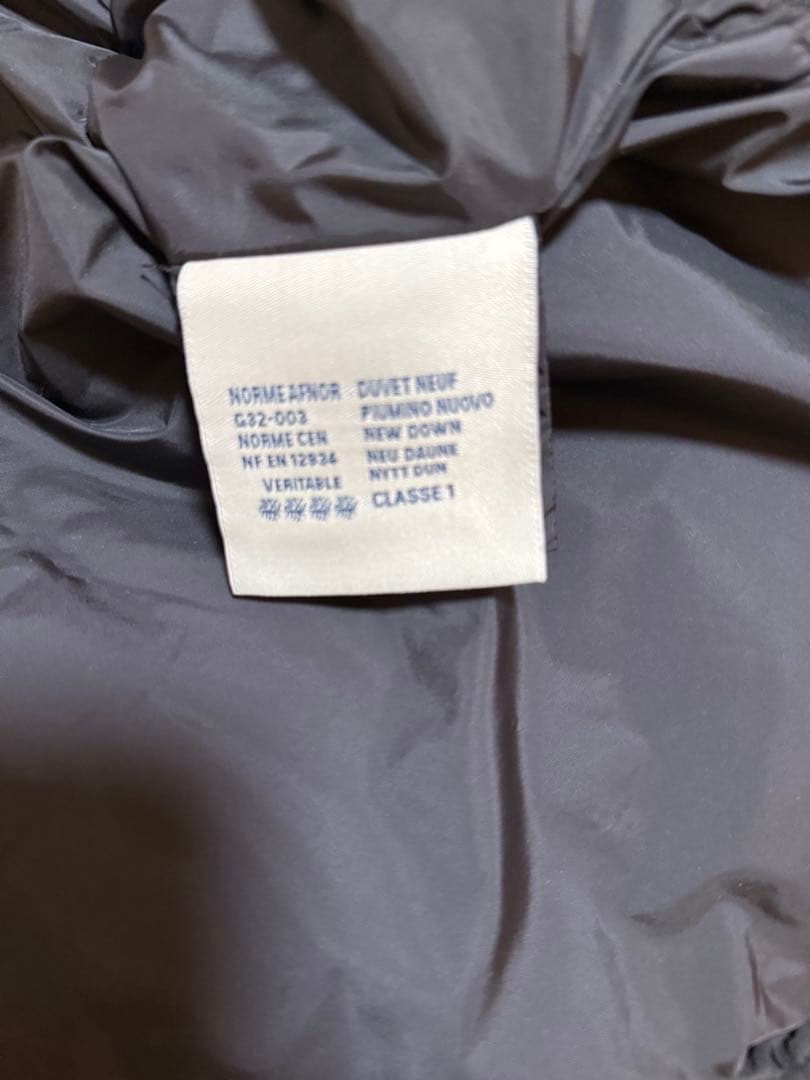 NORME AFNOR
G32-003
NORME CEN
NF EN 12934
VERITABLE
DUVET NEUF
PIUMINO NUOVO
NEW DOWN
NEU DAUNE
NYTT DUN
CLASSE 1